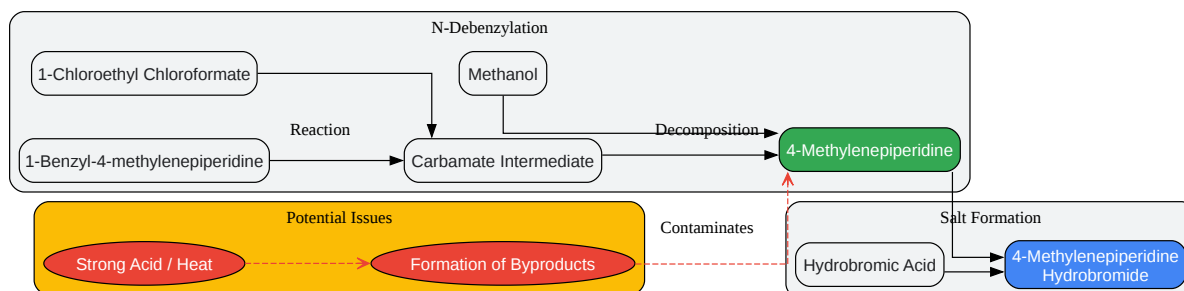 N-Debenzylation
1-Chloroethyl Chloroformate
Methanol
Reaction
Decomposition
1-Benzyl-4-methylenepiperidine
Carbamate Intermediate
4-Methylenepiperidine
Potential Issues
Contaminates
Salt Formation
Strong Acid / Heat
Formation of Byproducts
Hydrobromic Acid
4-Methylenepiperidine
Hydrobromide